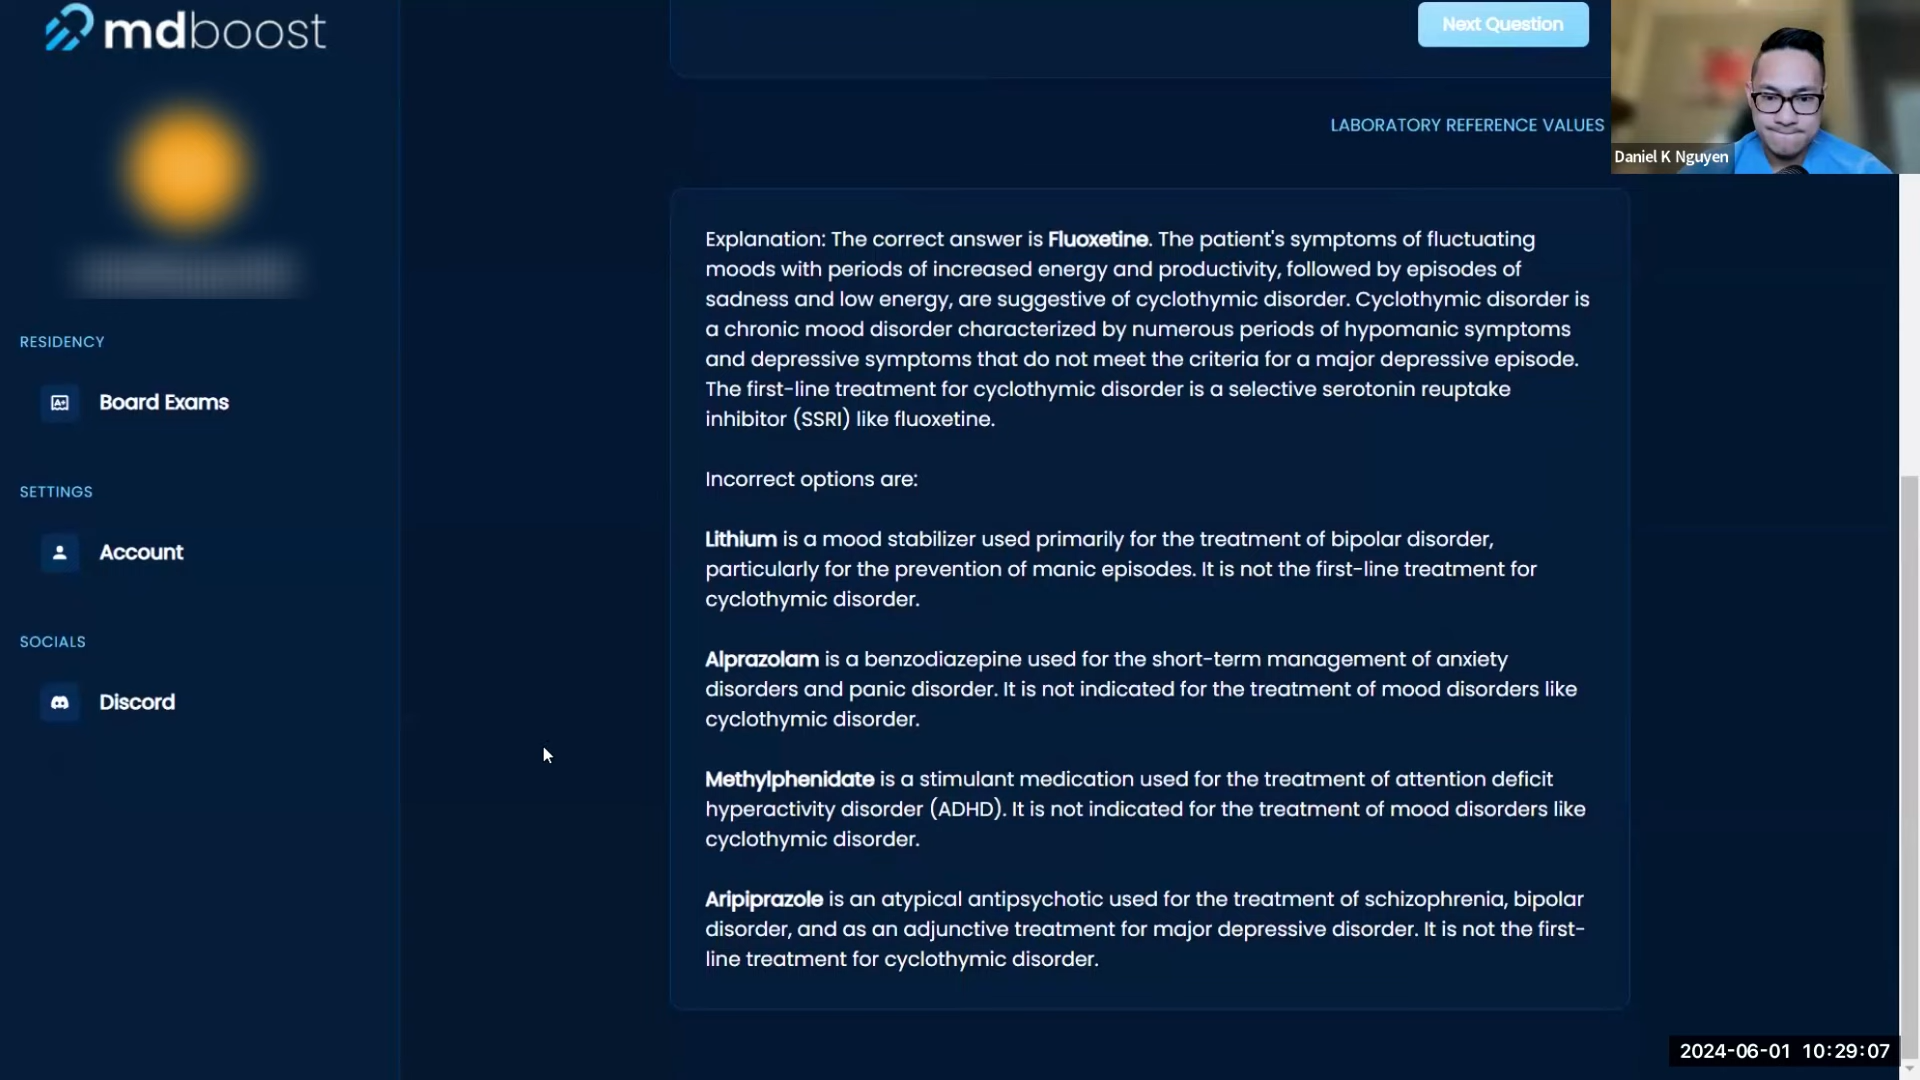 mdboost
Next Question
LABORATORY REFERENCE VALUES
Daniel K Nguyen
RESIDENCY
Board Exams
SETTINGS
Account
SOCIALS
Discord
Explanation: The correct answer is Fluoxetine. The patient's symptoms of fluctuating
moods with periods of increased energy and productivity, followed by episodes of
sadness and low energy, are suggestive of cyclothymic disorder. Cyclothymic disorder is
a chronic mood disorder characterized by numerous periods of hypomanic symptoms
and depressive symptoms that do not meet the criteria for a major depressive episode.
The first-line treatment for cyclothymic disorder is a selective serotonin reuptake
inhibitor (SSRI) like fluoxetine.
Incorrect options are:
Lithium is a mood stabilizer used primarily for the treatment of bipolar disorder,
particularly for the prevention of manic episodes. It is not the first-line treatment for
cyclothymic disorder.
Alprazolam is a benzodiazepine used for the short-term management of anxiety
disorders and panic disorder. It is not indicated for the treatment of mood disorders like
cyclothymic disorder.
Methylphenidate is a stimulant medication used for the treatment of attention deficit
hyperactivity disorder (ADHD). It is not indicated for the treatment of mood disorders like
cyclothymic disorder.
Aripiprazole is an atypical antipsychotic used for the treatment of schizophrenia, bipolar
disorder, and as an adjunctive treatment for major depressive disorder. It is not the first-
line treatment for cyclothymic disorder.
2024-06-01 10:29:07